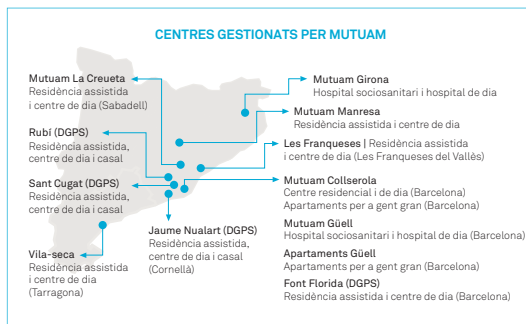 CENTRES GESTIONATS PER MUTUAM
Mutuam La Creueta
Residència assistida
i centre de dia (Sabadell)
Rubí (DGPS)
Residència assistida,
centre de dia i casal
Sant Cugat (DGPS)
Residència assistida,
centre de dia i casal
Vila-seca
Residència assistida
i centre de dia
(Tarragona)
Jaume Nualart (DGPS)
Residència assistida,
centre de dia i casal
(Cornellà)
Mutuam Girona
Hospital sociosanitari i hospital de dia
Mutuam Manresa
Residència assistida i centre de dia
Les Franqueses | Residència assistida
i centre de dia (Les Franqueses del Vallès)
Mutuam Collserola
Centre residencial i de dia (Barcelona)
Apartaments per a gent gran (Barcelona)
Mutuam Güell
Hospital sociosanitari i hospital de dia (Barcelona)
Apartaments Güell
Apartaments per a gent gran (Barcelona)
Font Florida (DGPS)
Residència assistida i centre de dia (Barcelona)